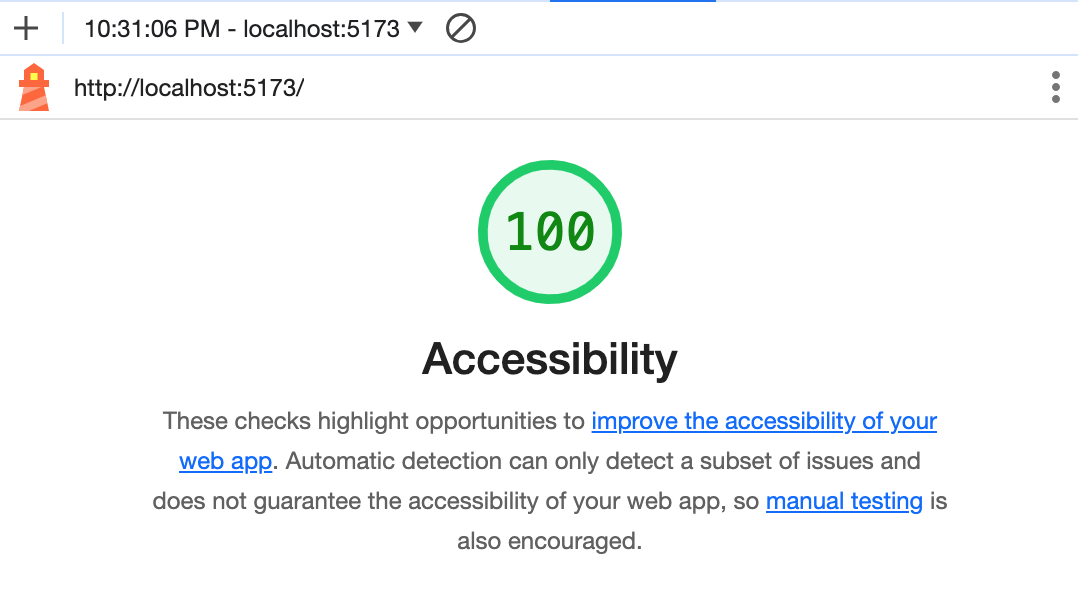 10:31:06 PM - localhost:5173
http://localhost:5173/
100
Accessibility
These checks highlight opportunities to improve the accessibility of your
web app. Automatic detection can only detect a subset of issues and
does not guarantee the accessibility of your web app, so manual testing is
also encouraged.